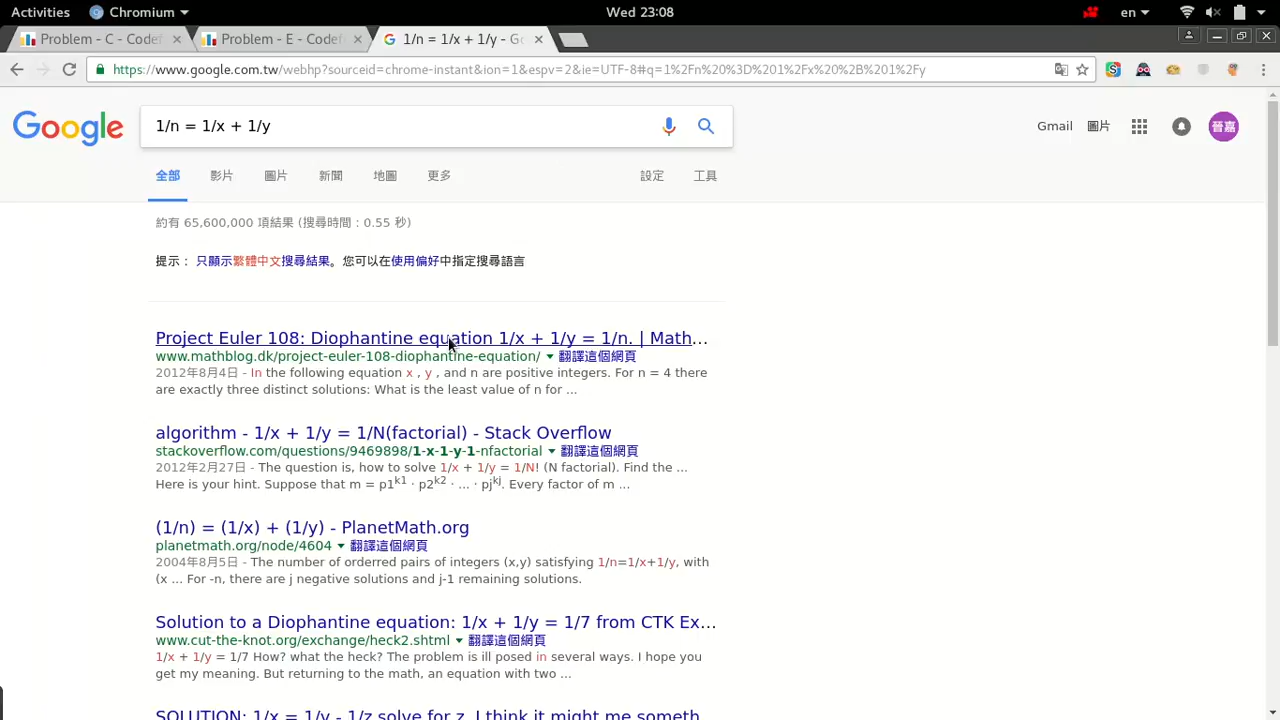 Activities Chromium Wed 23:08 en
Problem - C - Codef Problem - E - Codef 1/n = 1/x + 1/y - Go
https://www.google.com.tw/webhp?sourceid=chrome-instant&ion=1&espv=2&ie=UTF-8#q=1%2Fn%20%3D%201%2Fx%20%2B%201%2Fy
Google 1/n = 1/x + 1/y Gmail 圖片 晉嘉
全部 影片 圖片 新聞 地圖 更多 設定 工具
約有 65,600,000 項結果 (搜尋時間：0.55 秒)
提示： 只顯示繁體中文搜尋結果。您可以在使用偏好中指定搜尋語言
Project Euler 108: Diophantine equation 1/x + 1/y = 1/n. | Math...
www.mathblog.dk/project-euler-108-diophantine-equation/ 翻譯這個網頁
2012年8月4日 - In the following equation x , y , and n are positive integers. For n = 4 there
are exactly three distinct solutions: What is the least value of n for ...
algorithm - 1/x + 1/y = 1/N(factorial) - Stack Overflow
stackoverflow.com/questions/9469898/1-x-1-y-1-nfactorial 翻譯這個網頁
2012年2月27日 - The question is, how to solve 1/x + 1/y = 1/N! (N factorial). Find the ...
Here is your hint. Suppose that m = p1k1 · p2k2 · ... · pjkj. Every factor of m ...
(1/n) = (1/x) + (1/y) - PlanetMath.org
planetmath.org/node/4604 翻譯這個網頁
2004年8月5日 - The number of orderred pairs of integers (x,y) satisfying 1/n=1/x+1/y, with
(x ... For -n, there are j negative solutions and j-1 remaining solutions.
Solution to a Diophantine equation: 1/x + 1/y = 1/7 from CTK Ex...
www.cut-the-knot.org/exchange/heck2.shtml 翻譯這個網頁
1/x + 1/y = 1/7 How? what the heck? The problem is ill posed in several ways. I hope you
get my meaning. But returning to the math, an equation with two ...
SOLUTION: 1/x = 1/y - 1/z solve for z. I think it might me someth